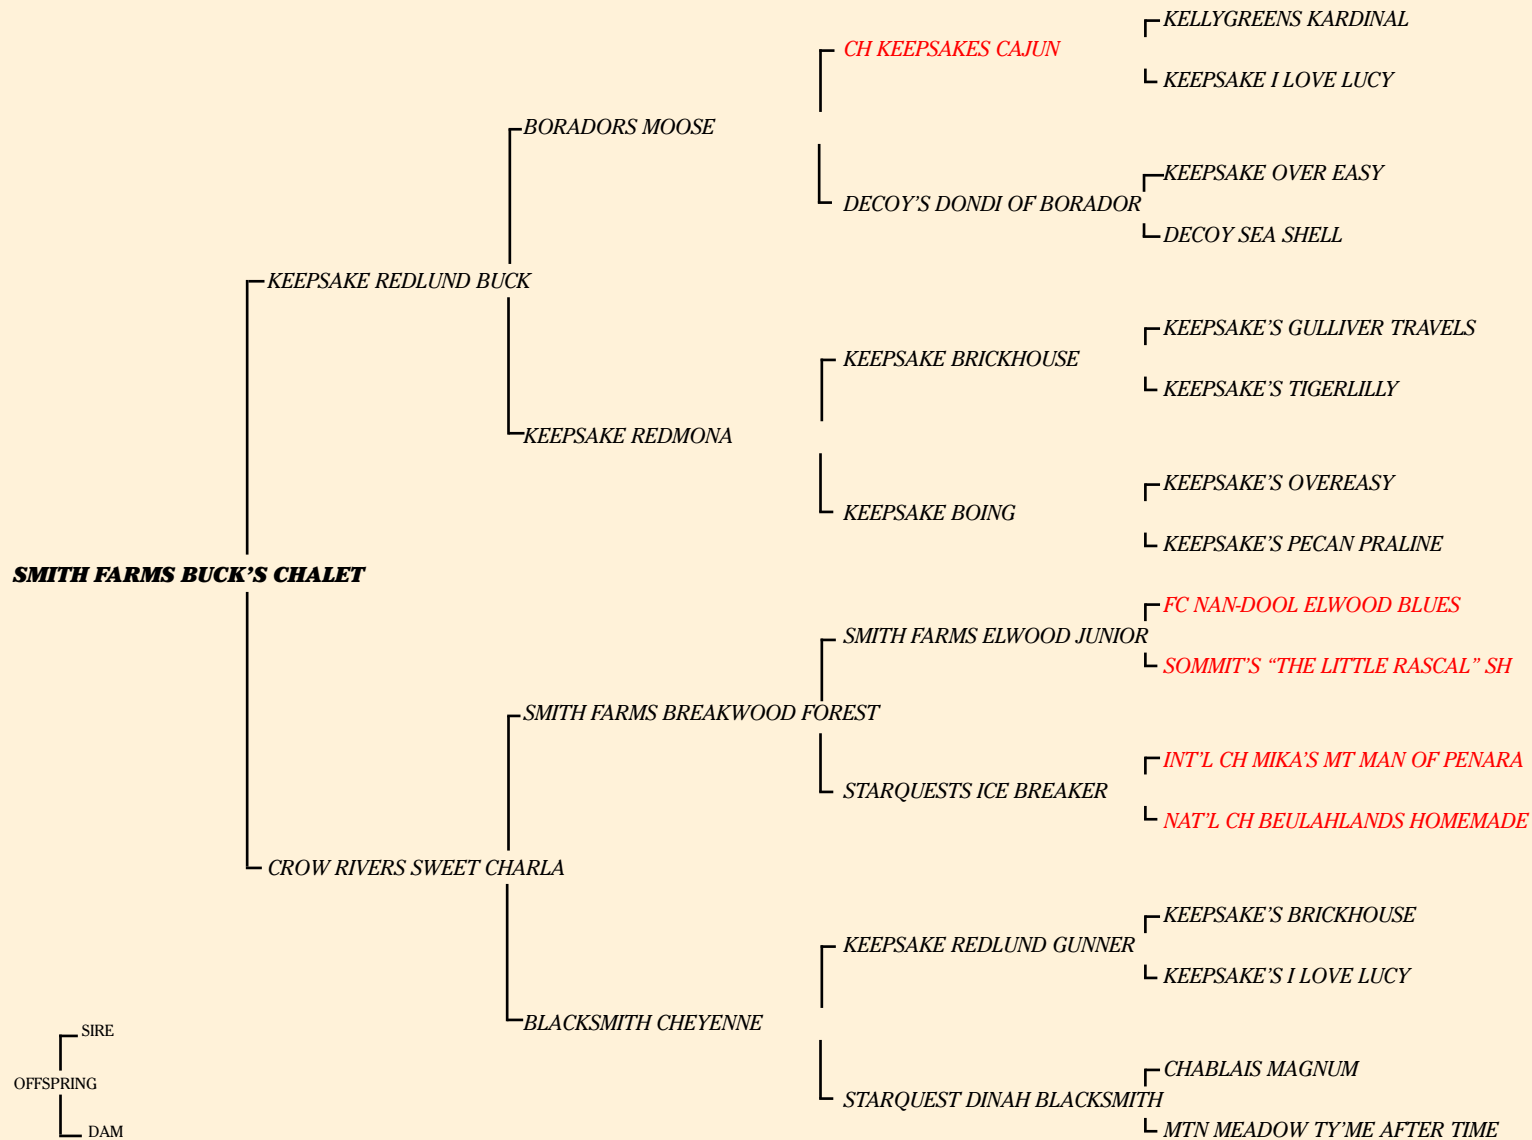 KELLYGREENS KARDINAL
CH KEEPSAKES CAJUN
KEEPSAKE I LOVE LUCY
BORADORS MOOSE
KEEPSAKE OVER EASY
DECOY’S DONDI OF BORADOR
DECOY SEA SHELL
KEEPSAKE REDLUND BUCK
KEEPSAKE’S GULLIVER TRAVELS
KEEPSAKE BRICKHOUSE
KEEPSAKE’S TIGERLILLY
KEEPSAKE REDMONA
KEEPSAKE’S OVEREASY
KEEPSAKE BOING
KEEPSAKE’S PECAN PRALINE
SMITH FARMS BUCK’S CHALET
FC NAN-DOOL ELWOOD BLUES
SMITH FARMS ELWOOD JUNIOR
SOMMIT’S “THE LITTLE RASCAL” SH
SMITH FARMS BREAKWOOD FOREST
INT’L CH MIKA’S MT MAN OF PENARA
STARQUESTS ICE BREAKER
NAT’L CH BEULAHLANDS HOMEMADE
CROW RIVERS SWEET CHARLA
KEEPSAKE’S BRICKHOUSE
KEEPSAKE REDLUND GUNNER
KEEPSAKE’S I LOVE LUCY
BLACKSMITH CHEYENNE
CHABLAIS MAGNUM
STARQUEST DINAH BLACKSMITH
MTN MEADOW TY’ME AFTER TIME
SIRE
OFFSPRING
DAM